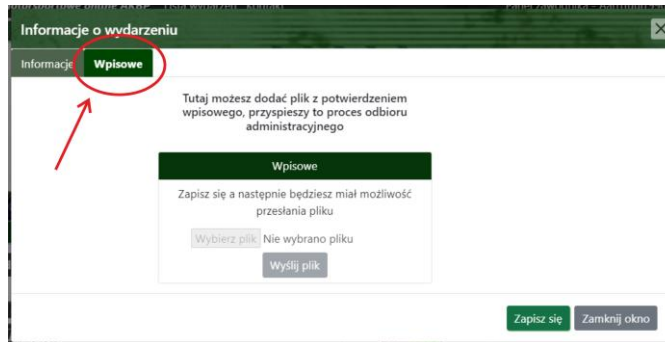 Informacje o wydarzeniu
Informacje Wpisowe
Tutaj możesz dodać plik z potwierdzeniem
wpisowego, przyspieszy to proces odbioru
administracyjnego
Wpisowe
Zapisz się a następnie będziesz miał możliwość
przesłania pliku
Wybierz plik Nie wybrano pliku
Wyślij plik
Zapisz się Zamknij okno